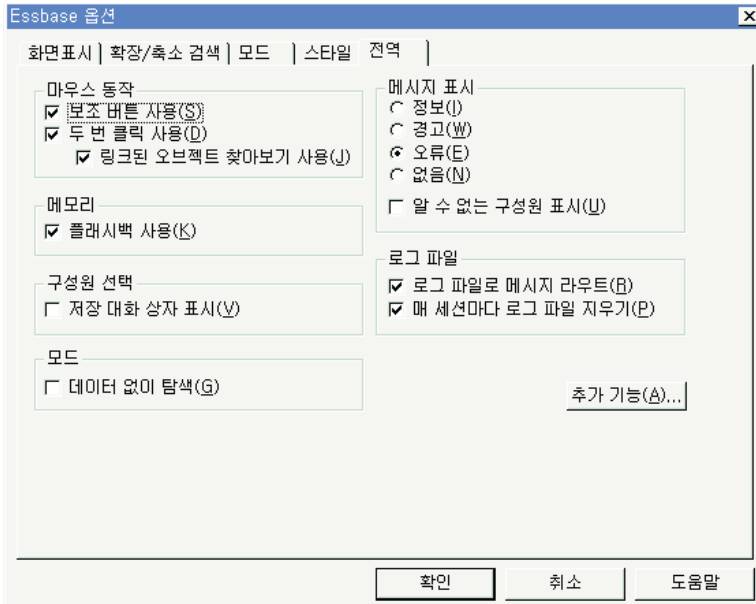 Essbase 옵션
화면표시 확장/축소 검색 모드 스타일 전역
마우스 동작
보조 버튼 사용(S)
두 번 클릭 사용(D)
링크된 오브젝트 찾아보기 사용(J)
메모리
플래시백 사용(K)
구성원 선택
저장 대화 상자 표시(V)
모드
데이터 없이 탐색(G)
메시지 표시
정보(I)
경고(W)
오류(E)
없음(N)
알 수 없는 구성원 표시(U)
로그 파일
로그 파일로 메시지 라우트(R)
매 세션마다 로그 파일 지우기(P)
추가 기능(A)...
확인 취소 도움말